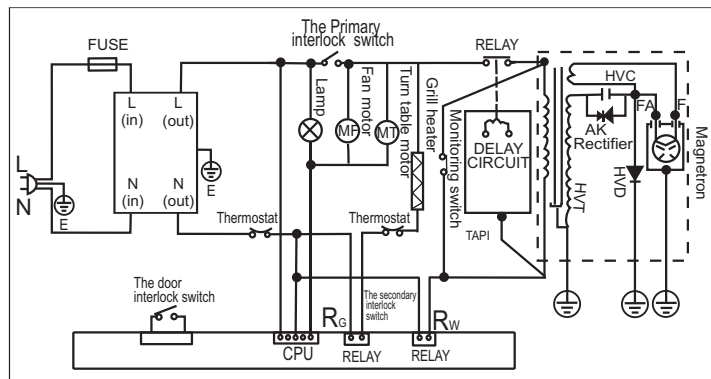 The Primary
interlock switch
FUSE
RELAY
L
(in)
L
(out)
N
(in)
N
(out)
L
N
E
E
Lamp
Fan motor
Turn table motor
Grill heater
Monitoring switch
MF
MT
DELAY
CIRCUIT
TAPI
HVC
AK
Rectifier
FA
F
HVT
HVD
Magnetron
Thermostat
Thermostat
The door
interlock switch
The secondary
interlock
switch
RG
RW
CPU
RELAY
RELAY